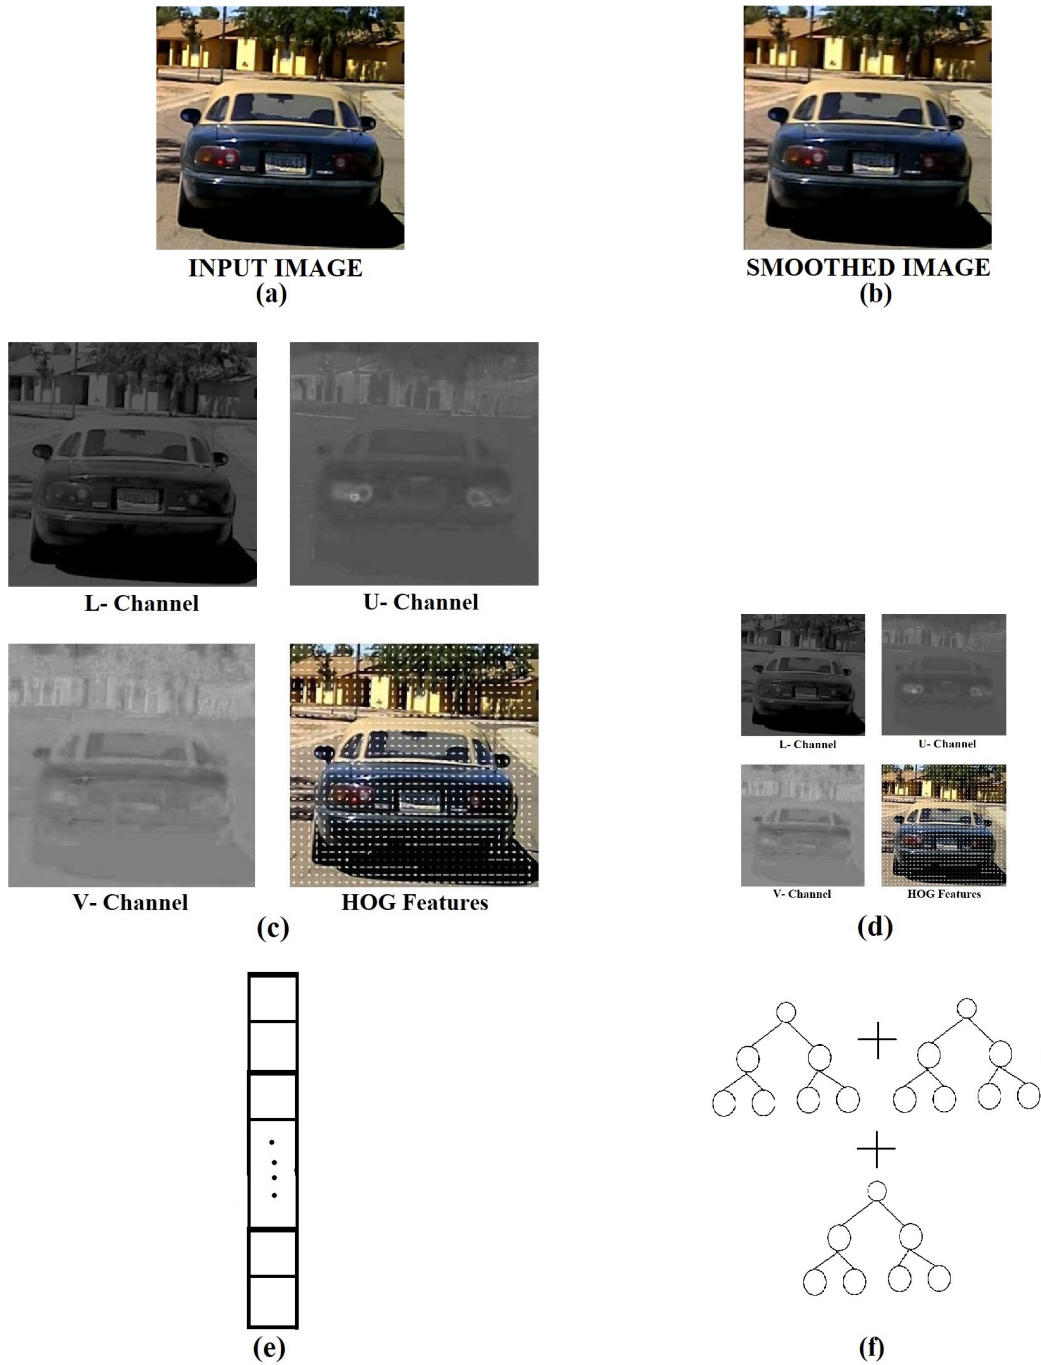 INPUT IMAGE
(a)
SMOOTHED IMAGE
(b)
L- Channel
U- Channel
V- Channel
HOG Features
(c)
L- Channel
U- Channel
V- Channel
HOG Features
(d)
(e)
(f)